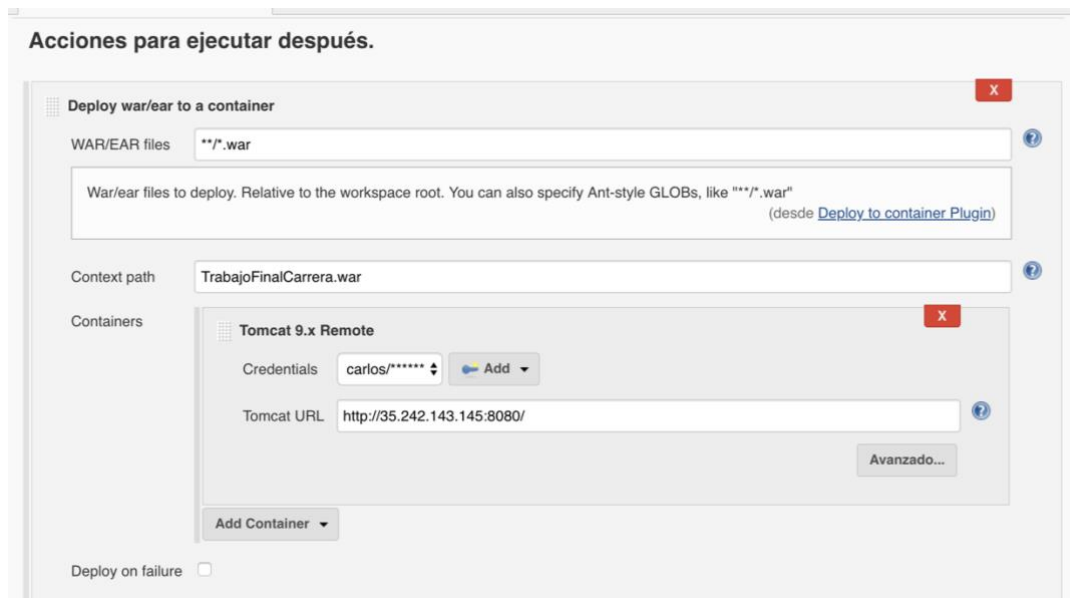 Acciones para ejecutar después.
X
Deploy war/ear to a container
WAR/EAR files
**/*.war
War/ear files to deploy. Relative to the workspace root. You can also specify Ant-style GLOBs, like "**/*.war"
(desde Deploy to container Plugin)
Context path
TrabajoFinalCarrera.war
Containers
X
Tomcat 9.x Remote
Credentials
carlos/******
Add
Tomcat URL
http://35.242.143.145:8080/
Avanzado...
Add Container
Deploy on failure